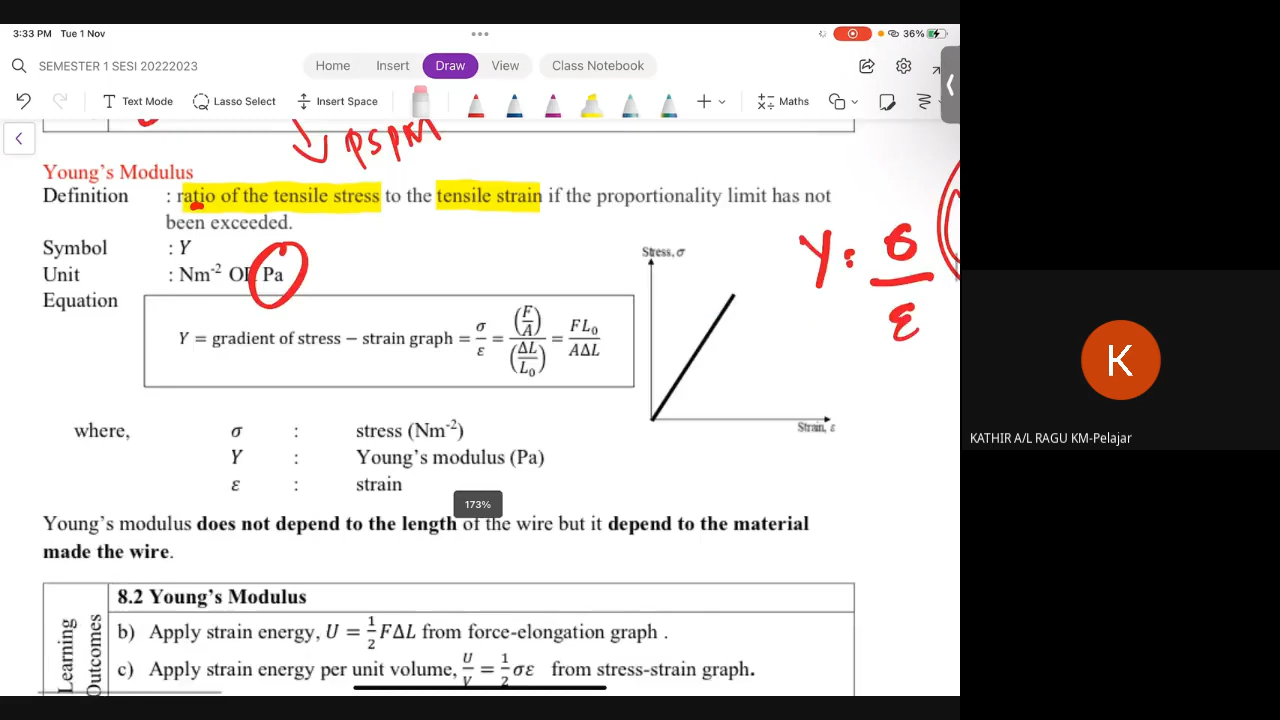 3:33 PM Tue 1 Nov
36%
SEMESTER 1 SESI 20222023
Home Insert Draw View Class Notebook
Text Mode Lasso Select Insert Space Maths
PSPM
Young's Modulus
Definition : ratio of the tensile stress to the tensile strain if the proportionality limit has not
been exceeded.
Symbol : Y
Unit : Nm⁻² OR Pa
Equation
Y = gradient of stress − strain graph = σ/ε = (F/A)/(ΔL/L₀) = FL₀/AΔL
Stress, σ
Strain, ε
Y = σ/ε
where, σ : stress (Nm⁻²)
Y : Young's modulus (Pa)
ε : strain
173%
Young's modulus does not depend to the length of the wire but it depend to the material
made the wire.
Learning Outcomes
8.2 Young's Modulus
b) Apply strain energy, U = 1/2 FΔL from force-elongation graph .
c) Apply strain energy per unit volume, U/V = 1/2 σε from stress-strain graph.
K
KATHIR A/L RAGU KM-Pelajar